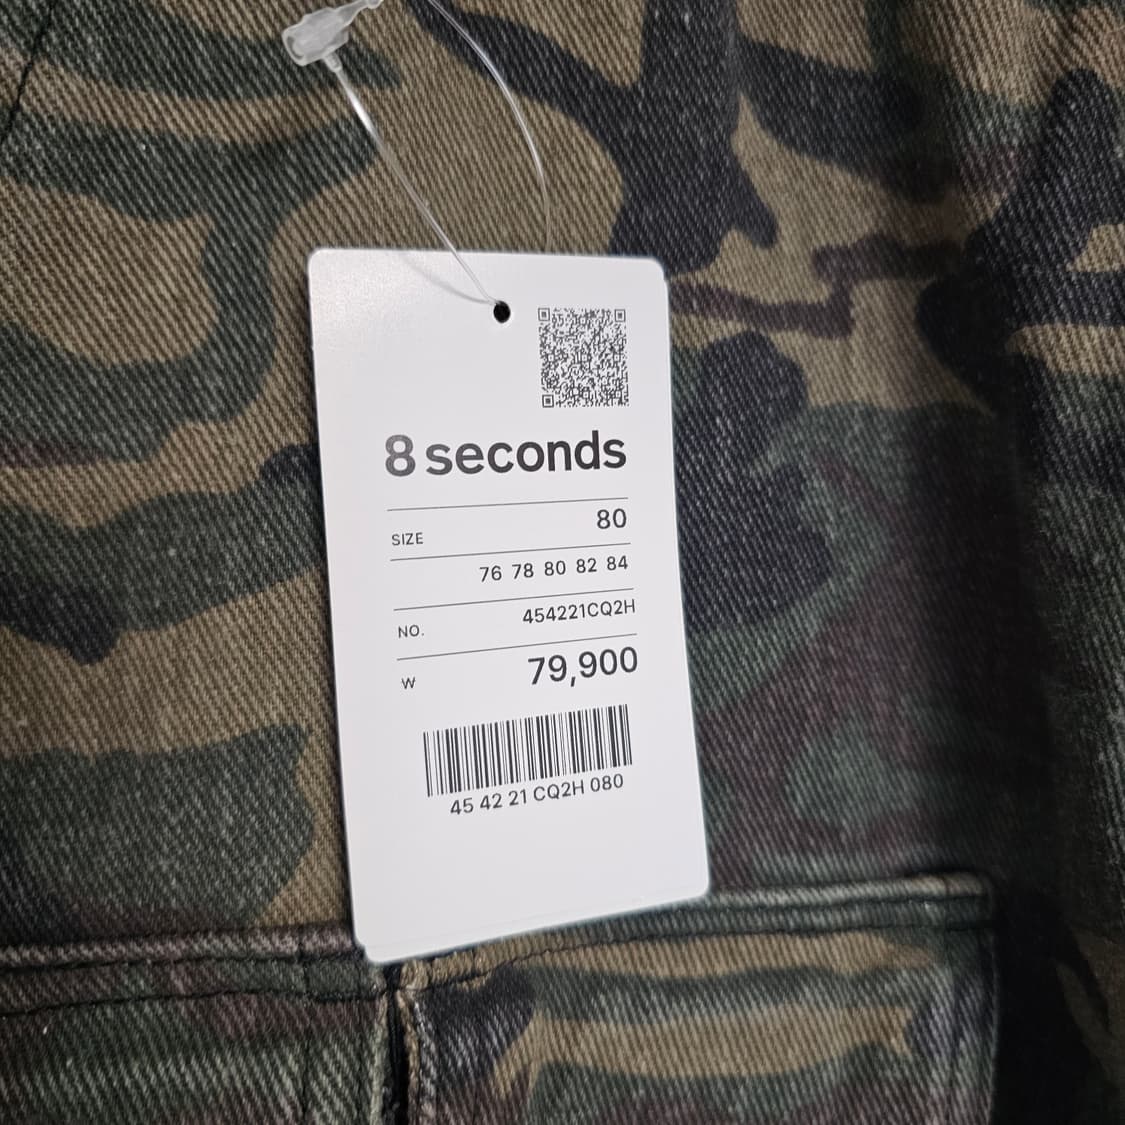 8 seconds
SIZE 80
76 78 80 82 84
NO. 454221CQ2H
₩ 79,900
45 42 21 CQ2H 080